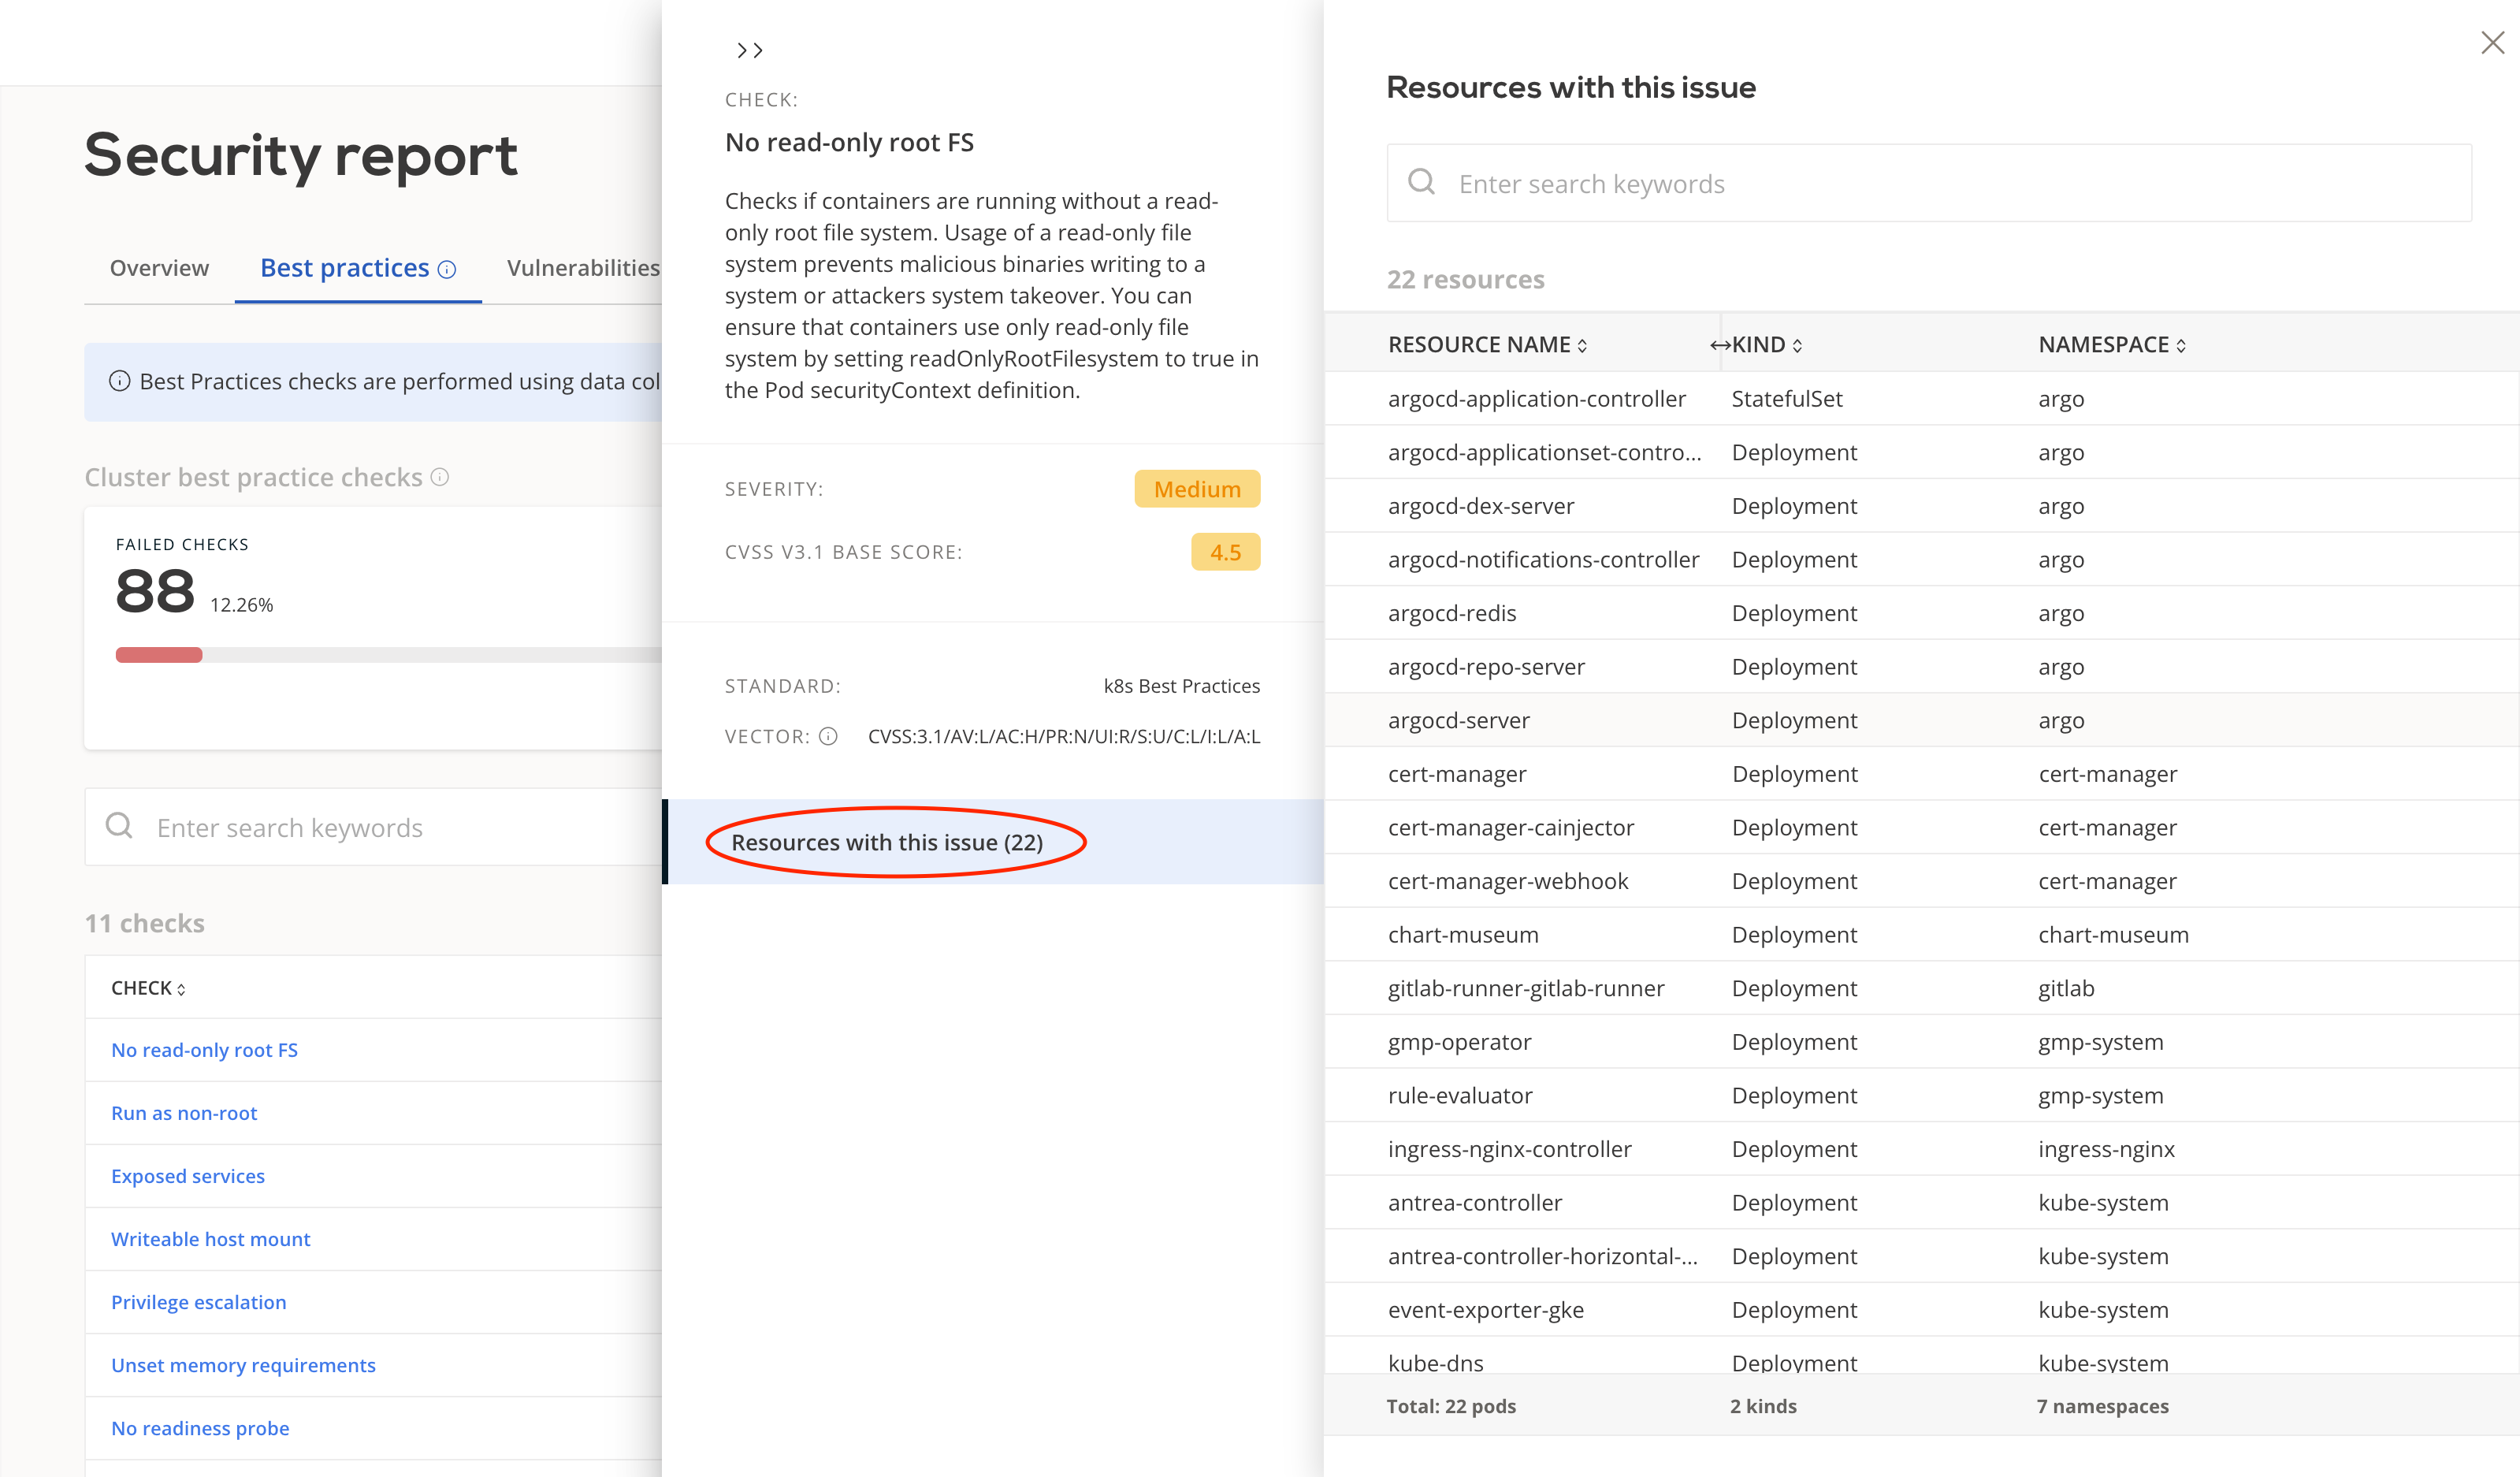 Security report
Overview
Best practices
Vulnerabilities
Best Practices checks are performed using data col
Cluster best practice checks
FAILED CHECKS
88 12.26%
Enter search keywords
11 checks
CHECK
No read-only root FS
Run as non-root
Exposed services
Writeable host mount
Privilege escalation
Unset memory requirements
No readiness probe
CHECK:
No read-only root FS
Checks if containers are running without a read-
only root file system. Usage of a read-only file
system prevents malicious binaries writing to a
system or attackers system takeover. You can
ensure that containers use only read-only file
system by setting readOnlyRootFilesystem to true in
the Pod securityContext definition.
SEVERITY: Medium
CVSS V3.1 BASE SCORE: 4.5
STANDARD: k8s Best Practices
VECTOR: CVSS:3.1/AV:L/AC:H/PR:N/UI:R/S:U/C:L/I:L/A:L
Resources with this issue (22)
Resources with this issue
Enter search keywords
22 resources
RESOURCE NAME KIND NAMESPACE
argocd-application-controller StatefulSet argo
argocd-applicationset-contro... Deployment argo
argocd-dex-server Deployment argo
argocd-notifications-controller Deployment argo
argocd-redis Deployment argo
argocd-repo-server Deployment argo
argocd-server Deployment argo
cert-manager Deployment cert-manager
cert-manager-cainjector Deployment cert-manager
cert-manager-webhook Deployment cert-manager
chart-museum Deployment chart-museum
gitlab-runner-gitlab-runner Deployment gitlab
gmp-operator Deployment gmp-system
rule-evaluator Deployment gmp-system
ingress-nginx-controller Deployment ingress-nginx
antrea-controller Deployment kube-system
antrea-controller-horizontal-... Deployment kube-system
event-exporter-gke Deployment kube-system
kube-dns Deployment kube-system
Total: 22 pods 2 kinds 7 namespaces